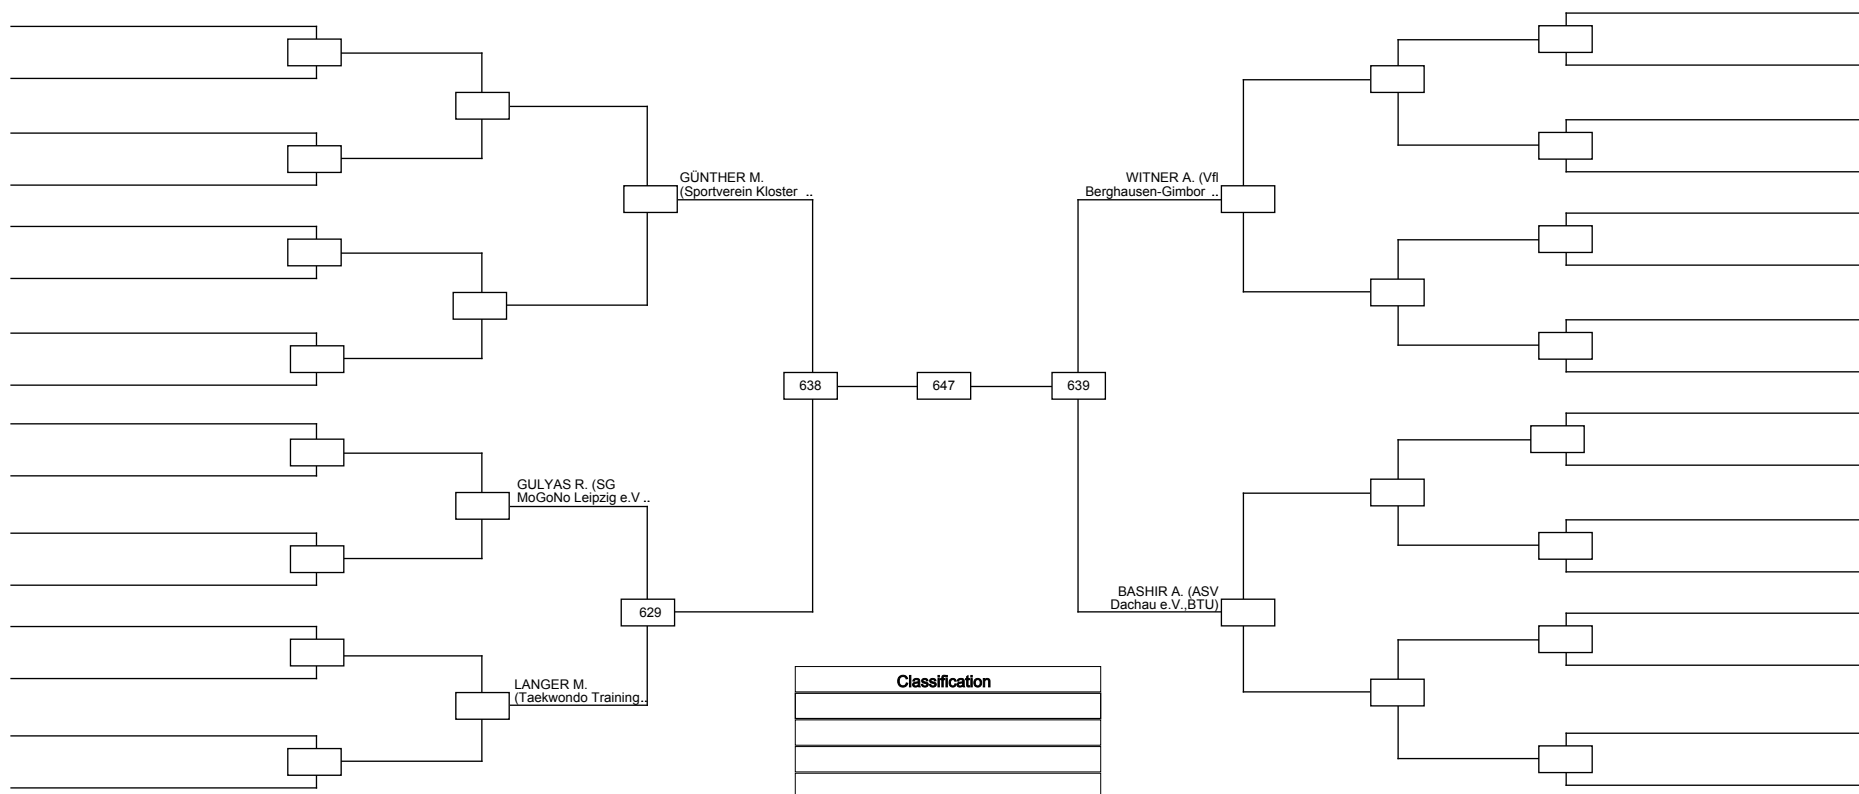 GÜNTHER M.
(Sportverein Kloster ..
WITNER A. (Vfl
Berghausen-Gimbor ..
638
647
639
GULYAS R. (SG
MoGoNo Leipzig e.V ..
BASHIR A. (ASV
Dachau e.V.,BTU)
629
LANGER M.
(Taekwondo Training..
Classification